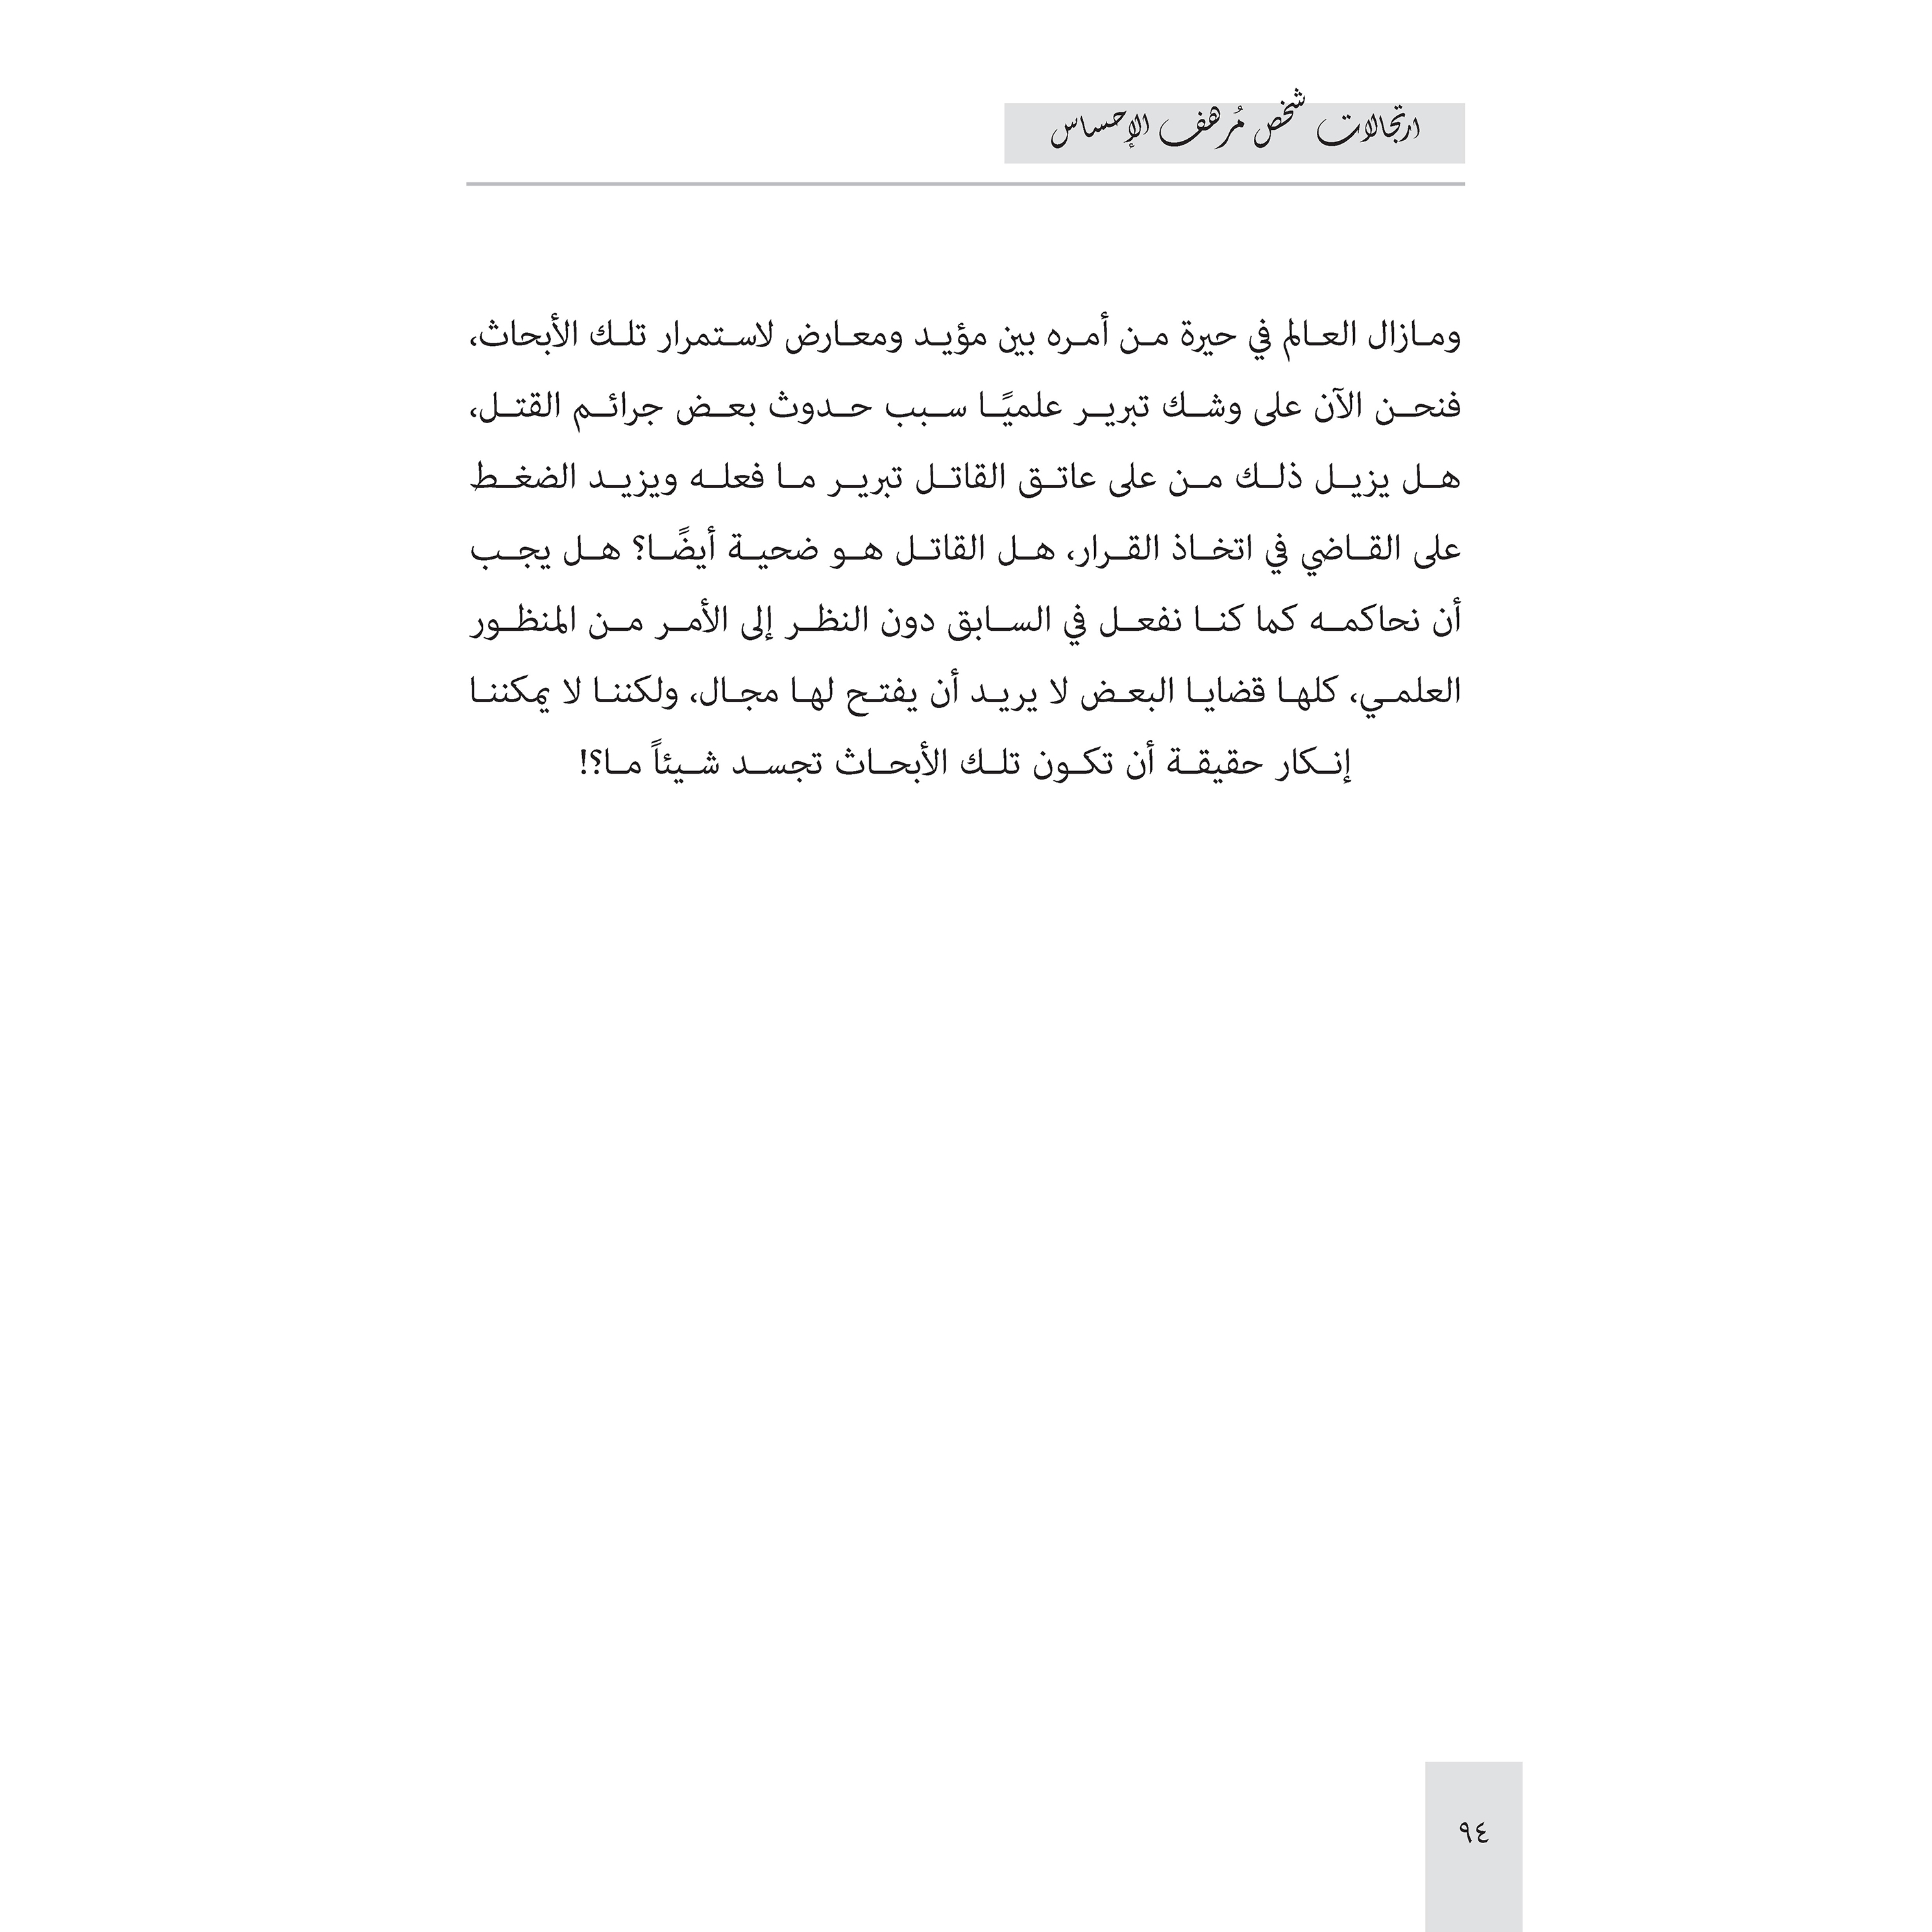 ارتجالات شخص مُرهف الإحساس
ومازال العالم في حيرة من أمره بين مؤيد ومعارض لاستمرار تلك الأبحاث،
فنحن الآن على وشك تبرير علميًا سبب حدوث بعض جرائم القتل،
هل يزيل ذلك من على عاتق القاتل تبرير ما فعله ويزيد الضغط
على القاضي في اتخاذ القرار، هل القاتل هو ضحية أيضًا؟ هل يجب
أن نحاكمه كما كنا نفعل في السابق دون النظر إلى الأمر من المنظور
العلمي، كلها قضايا البعض لا يريد أن يفتح لها مجال، ولكننا لا يمكننا
إنكار حقيقة أن تكون تلك الأبحاث تجسد شيئاً ما؟!
٩٤